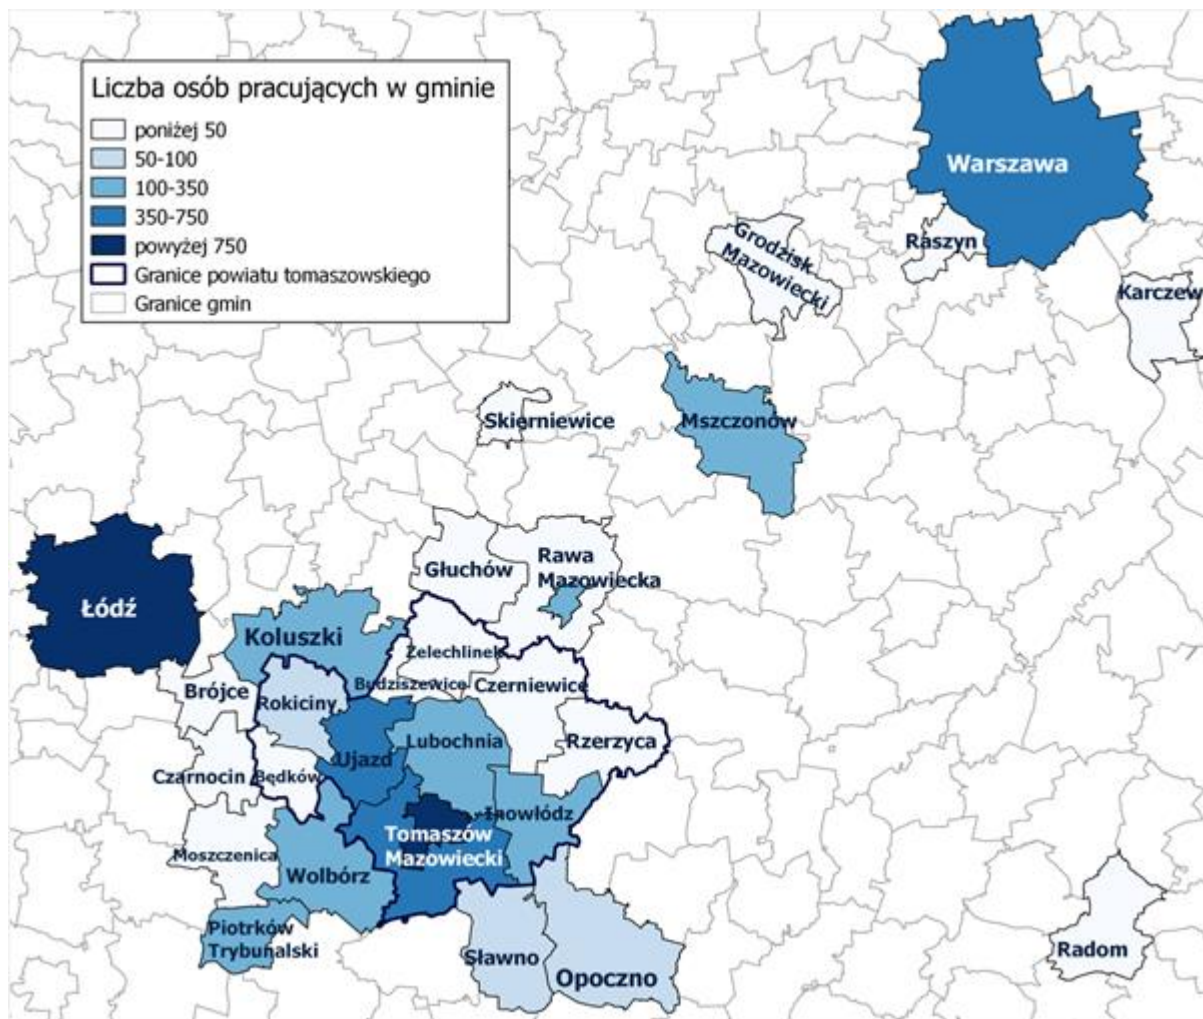 Liczba osób pracujących w gminie
poniżej 50
50-100
100-350
350-750
powyżej 750
Granice powiatu tomaszowskiego
Granice gmin
Warszawa
Grodzisk
Mazowiecki
Raszyn
Karczew
Skierniewice
Mszczonów
Głuchów
Rawa
Mazowiecka
Łódź
Koluszki
Żelechlinek
Brójce
Rokiciny
Budziszewice
Czerniewice
Ujazd
Lubochnia
Rzerzyca
Czarnocin
Będków
Inowłódz
Tomaszów
Mazowiecki
Moszczenica
Wolbórz
Piotrków
Trybunalski
Sławno
Opoczno
Radom